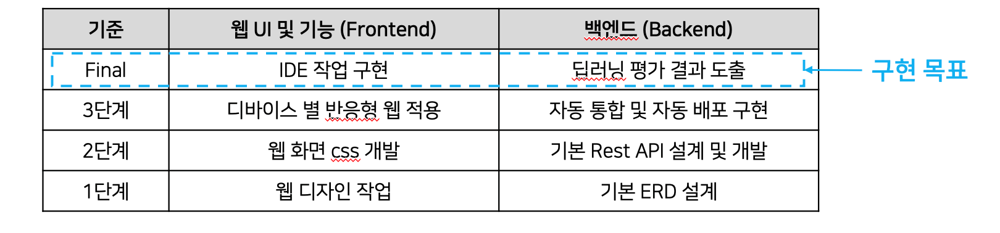 기준 웹 UI 및 기능 (Frontend) 백엔드 (Backend)
Final IDE 작업 구현 딥러닝 평가 결과 도출 구현 목표
3단계 디바이스 별 반응형 웹 적용 자동 통합 및 자동 배포 구현
2단계 웹 화면 css 개발 기본 Rest API 설계 및 개발
1단계 웹 디자인 작업 기본 ERD 설계